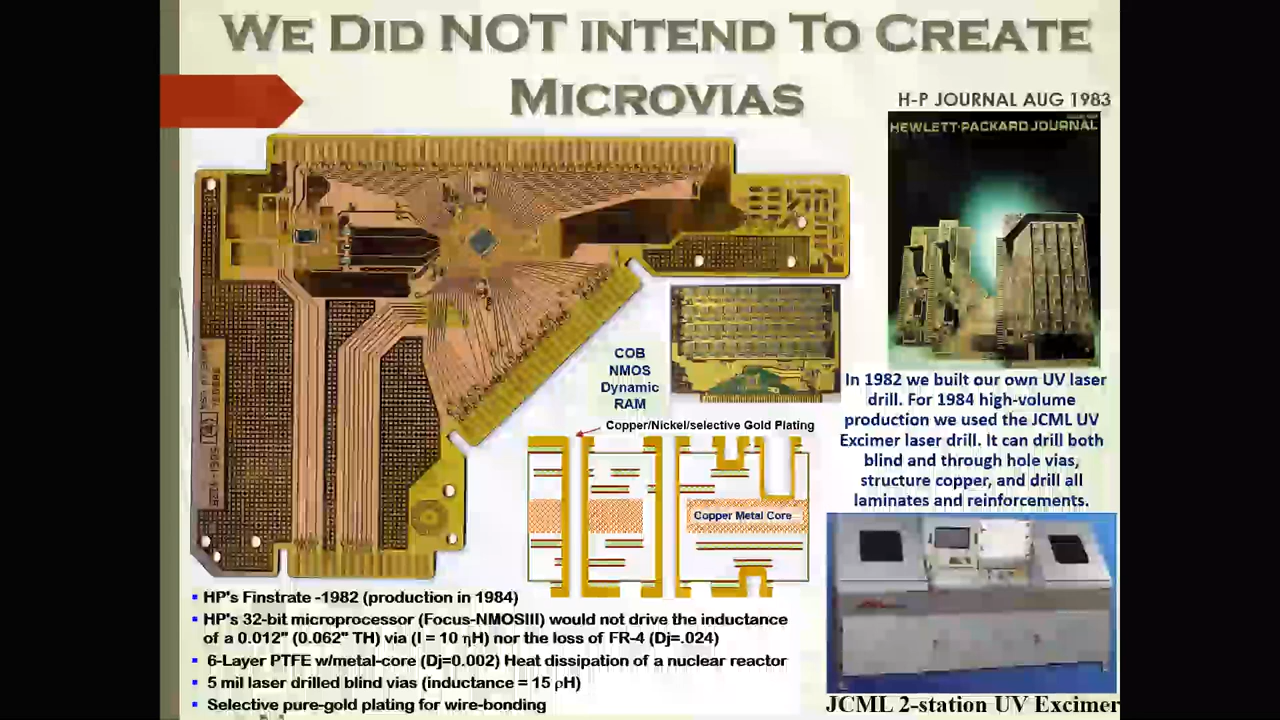 WE DID NOT INTEND TO CREATE
MICROVIAS
H-P JOURNAL AUG 1983
HEWLETT-PACKARD JOURNAL
COB
NMOS
Dynamic
RAM
Copper/Nickel/selective Gold Plating
Copper Metal Core
In 1982 we built our own UV laser
drill. For 1984 high-volume
production we used the JCML UV
Excimer laser drill. It can drill both
blind and through hole vias,
structure copper, and drill all
laminates and reinforcements.
▪ HP's Finstrate -1982 (production in 1984)
▪ HP's 32-bit microprocessor (Focus-NMOSIII) would not drive the inductance
of a 0.012" (0.062" TH) via (I = 10 ηH) nor the loss of FR-4 (Dj=.024)
▪ 6-Layer PTFE w/metal-core (Dj=0.002) Heat dissipation of a nuclear reactor
▪ 5 mil laser drilled blind vias (inductance = 15 ρH)
▪ Selective pure-gold plating for wire-bonding
JCML 2-station UV Excimer